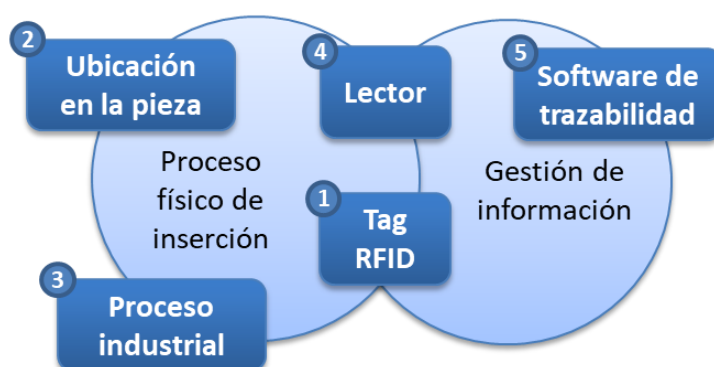 2
Ubicación
en la pieza
4
Lector
5
Software de
trazabilidad
Proceso
físico de
inserción
Gestión de
información
1
Tag
RFID
3
Proceso
industrial